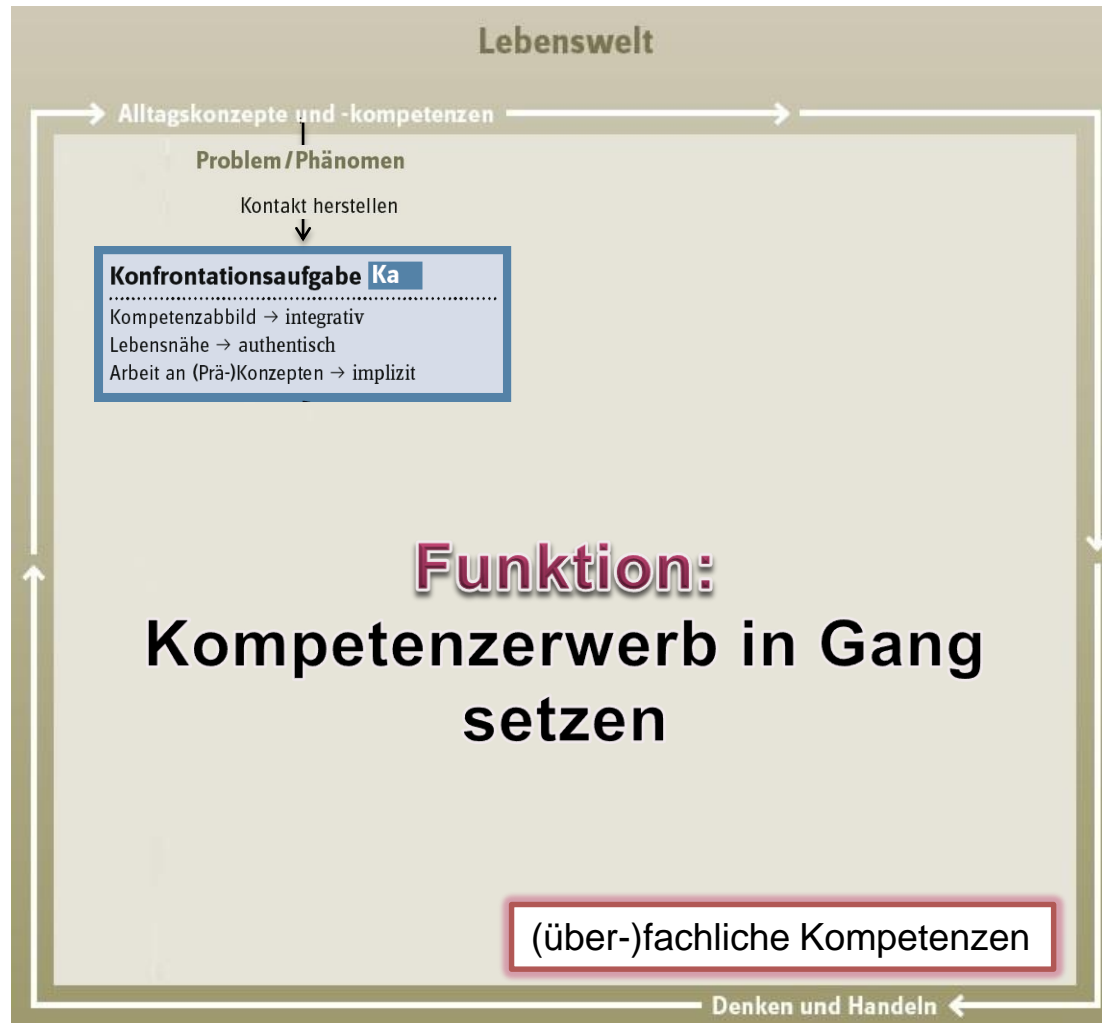 Lebenswelt
Alltagskonzepte und -kompetenzen
Problem/Phänomen
Kontakt herstellen
Konfrontationsaufgabe Ka
Kompetenzabbild → integrativ
Lebensnähe → authentisch
Arbeit an (Prä-)Konzepten → implizit
Funktion:
Kompetenzerwerb in Gang
setzen
(über-)fachliche Kompetenzen
Denken und Handeln